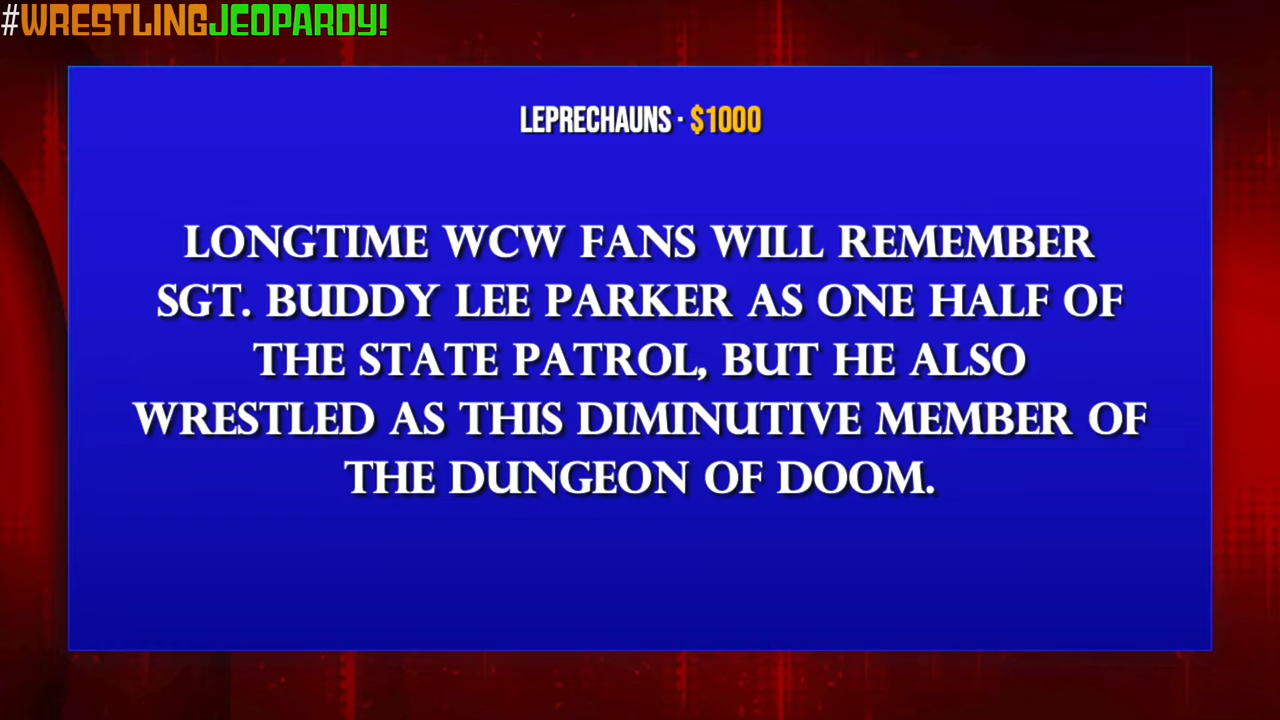 #WRESTLINGJEOPARDY!
LEPRECHAUNS · $1000
LONGTIME WCW FANS WILL REMEMBER
SGT. BUDDY LEE PARKER AS ONE HALF OF
THE STATE PATROL, BUT HE ALSO
WRESTLED AS THIS DIMINUTIVE MEMBER OF
THE DUNGEON OF DOOM.